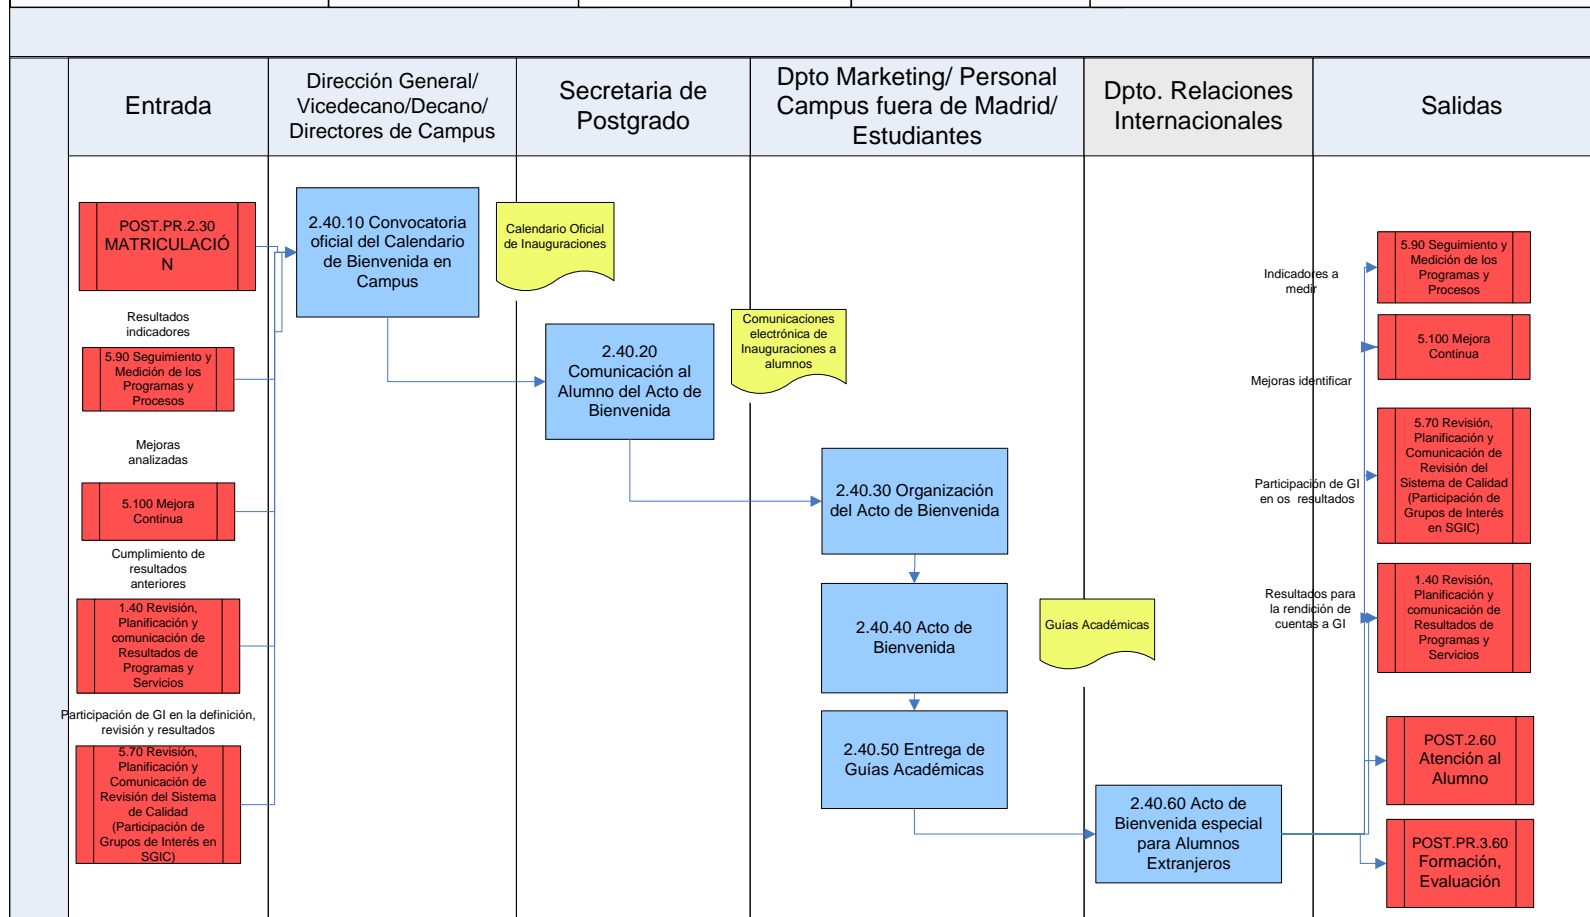 Entrada
Dirección General/
Vicedecano/Decano/
Directores de Campus
Secretaria de
Postgrado
Dpto Marketing/ Personal
Campus fuera de Madrid/
Estudiantes
Dpto. Relaciones
Internacionales
Salidas
POST.PR.2.30
MATRICULACIÓ
N
Resultados
indicadores
5.90 Seguimiento y
Medición de los
Programas y
Procesos
Mejoras
analizadas
5.100 Mejora
Continua
Cumplimiento de
resultados
anteriores
1.40 Revisión,
Planificación y
comunicación de
Resultados de
Programas y
Servicios
Participación de GI en la definición,
revisión y resultados
5.70 Revisión,
Planificación y
Comunicación de
Revisión del Sistema
de Calidad
(Participación de
Grupos de Interés en
SGIC)
2.40.10 Convocatoria
oficial del Calendario
de Bienvenida en
Campus
Calendario Oficial
de Inauguraciones
2.40.20
Comunicación al
Alumno del Acto de
Bienvenida
Comunicaciones
electrónica de
Inauguraciones a
alumnos
2.40.30 Organización
del Acto de Bienvenida
2.40.40 Acto de
Bienvenida
2.40.50 Entrega de
Guías Académicas
Guías Académicas
2.40.60 Acto de
Bienvenida especial
para Alumnos
Extranjeros
Indicadores a
medir
5.90 Seguimiento y
Medición de los
Programas y
Procesos
5.100 Mejora
Continua
Mejoras identificar
5.70 Revisión,
Planificación y
Comunicación de
Revisión del
Sistema de Calidad
(Participación de
Grupos de Interés
en SGIC)
Participación de GI
en os resultados
1.40 Revisión,
Planificación y
comunicación de
Resultados de
Programas y
Servicios
Resultados para
la rendición de
cuentas a GI
POST.2.60
Atención al
Alumno
POST.PR.3.60
Formación,
Evaluación